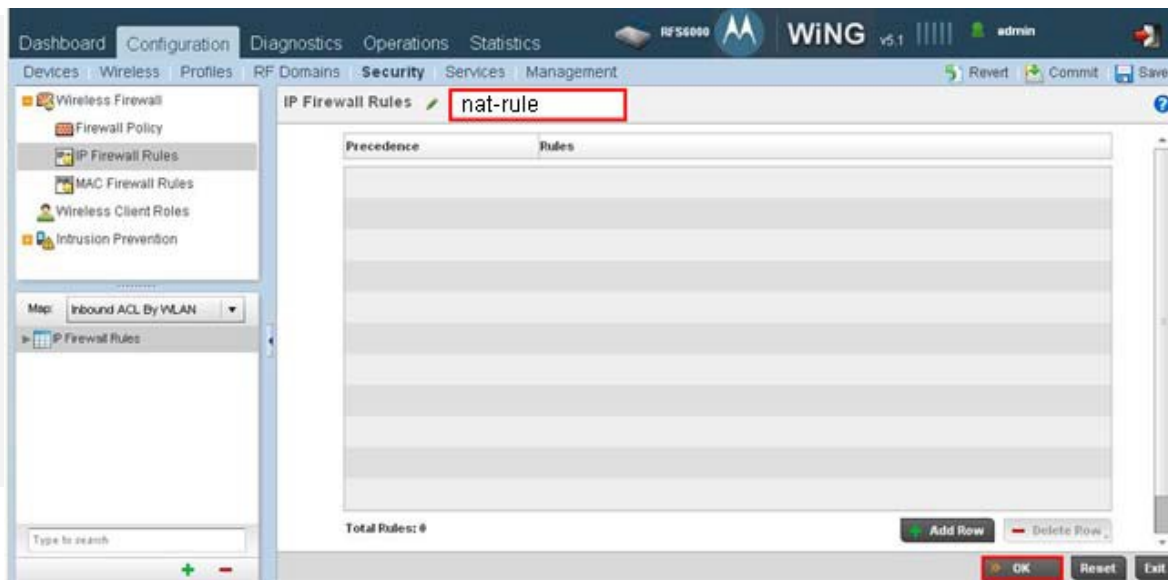 RFS6000 WiNG v5.1 admin
Dashboard Configuration Diagnostics Operations Statistics
Devices Wireless Profiles RF Domains Security Services Management Revert Commit Save
Wireless Firewall
Firewall Policy
IP Firewall Rules
MAC Firewall Rules
Wireless Client Roles
Intrusion Prevention
Map: Inbound ACL By WLAN
IP Firewall Rules
Type to search
IP Firewall Rules nat-rule
Precedence Rules
Total Rules: 0
Add Row Delete Row
OK Reset Exit